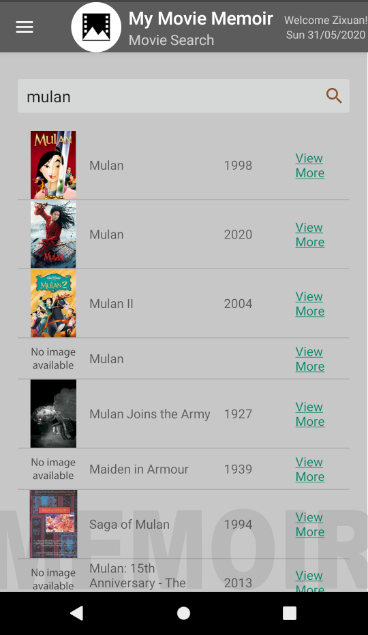 My Movie Memoir
Movie Search
Welcome Zixuan!
Sun 31/05/2020
mulan
MULAN
Mulan 1998 View
More
MULAN
Mulan 2020 View
More
MULAN 2
Mulan II 2004 View
More
No image
available
Mulan View
More
Mulan Joins the Army 1927 View
More
No image
available
Maiden in Armour 1939 View
More
Saga of Mulan 1994 View
More
No image
available
Mulan: 15th
Anniversary - The 2013 View
More
MEMOIR